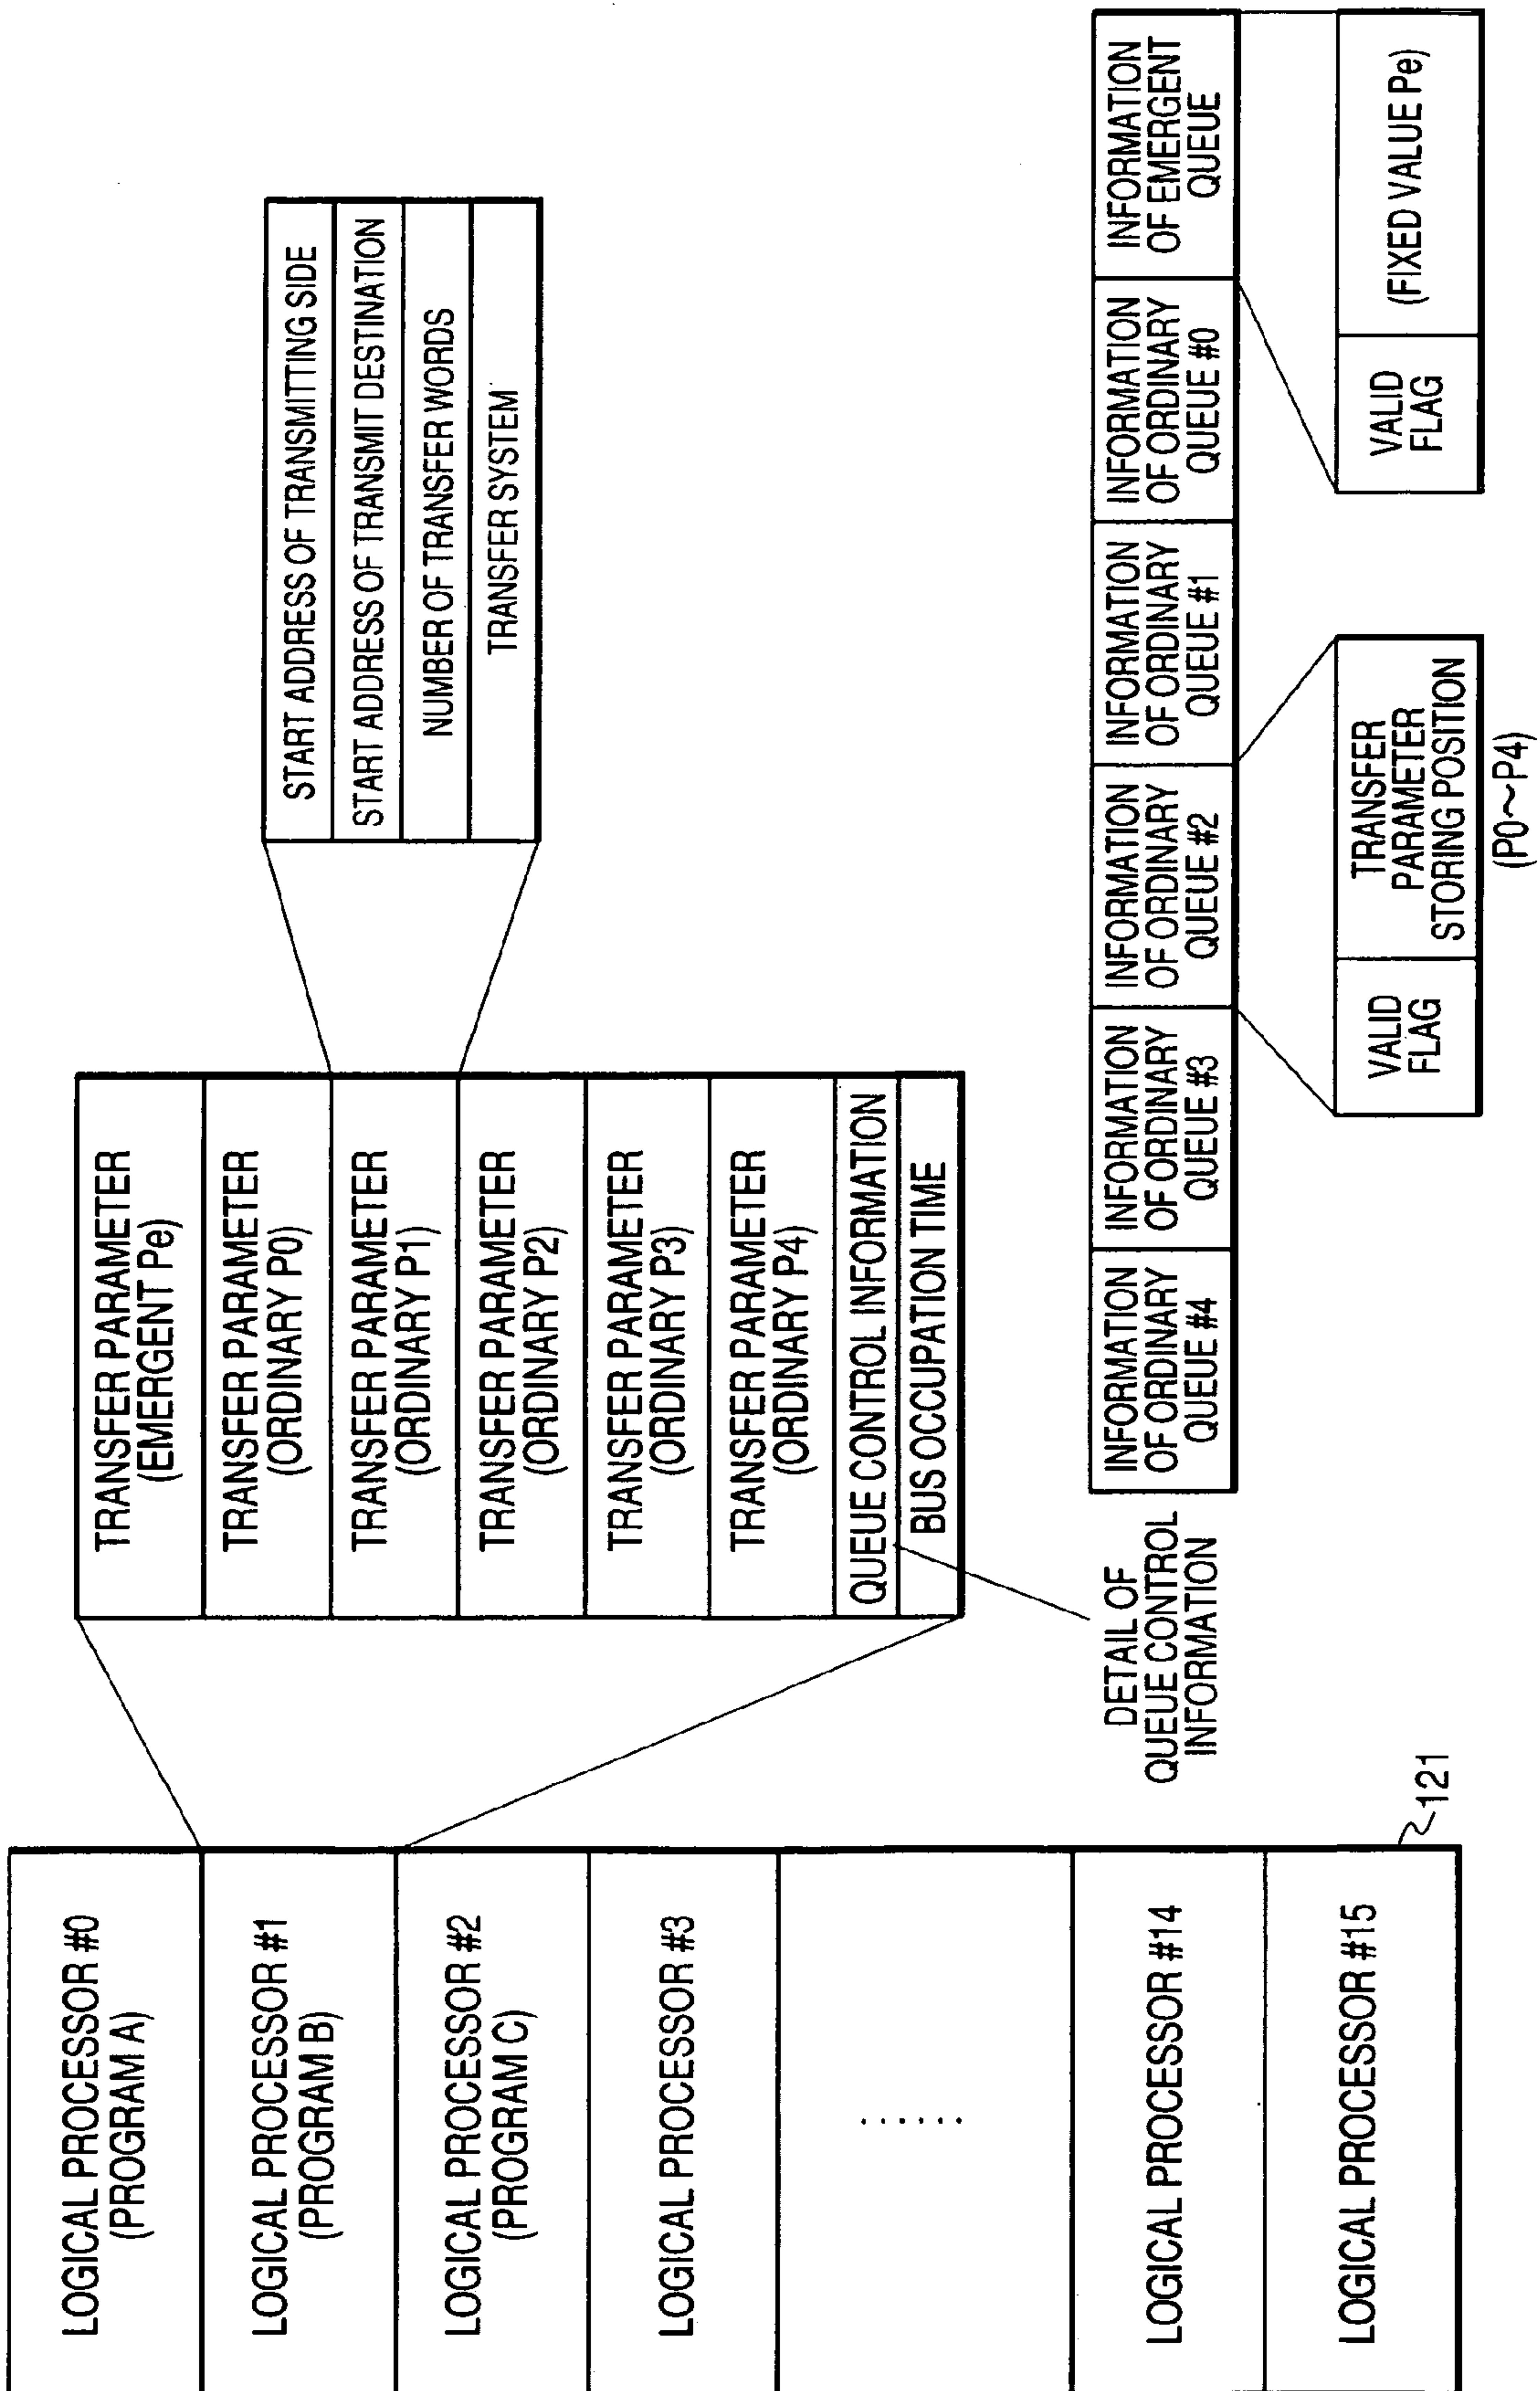 LOGICAL PROCESSOR #0
(PROGRAM A)
LOGICAL PROCESSOR #1
(PROGRAM B)
LOGICAL PROCESSOR #2
(PROGRAM C)
LOGICAL PROCESSOR #3
......
LOGICAL PROCESSOR #14
LOGICAL PROCESSOR #15
121
TRANSFER PARAMETER
(EMERGENT Pe)
TRANSFER PARAMETER
(ORDINARY P0)
TRANSFER PARAMETER
(ORDINARY P1)
TRANSFER PARAMETER
(ORDINARY P2)
TRANSFER PARAMETER
(ORDINARY P3)
TRANSFER PARAMETER
(ORDINARY P4)
QUEUE CONTROL INFORMATION
BUS OCCUPATION TIME
START ADDRESS OF TRANSMITTING SIDE
START ADDRESS OF TRANSMIT DESTINATION
NUMBER OF TRANSFER WORDS
TRANSFER SYSTEM
DETAIL OF
QUEUE CONTROL
INFORMATION
INFORMATION
OF ORDINARY
QUEUE #4
INFORMATION
OF ORDINARY
QUEUE #3
INFORMATION
OF ORDINARY
QUEUE #2
INFORMATION
OF ORDINARY
QUEUE #1
INFORMATION
OF ORDINARY
QUEUE #0
INFORMATION
OF EMERGENT
QUEUE
VALID
FLAG
TRANSFER
PARAMETER
STORING POSITION
(P0~P4)
VALID
FLAG
(FIXED VALUE Pe)